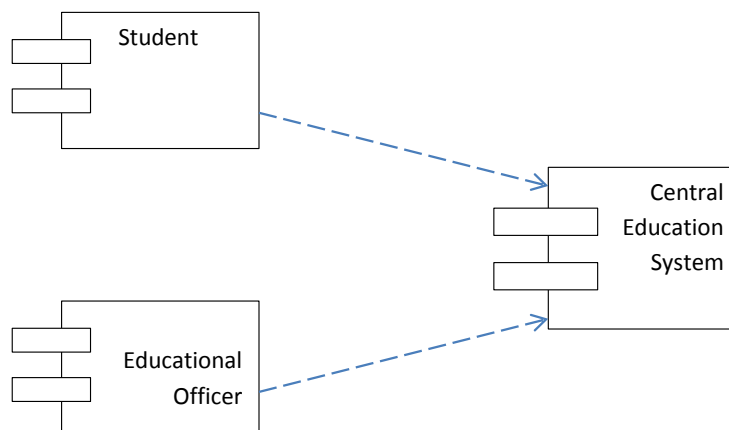 Student
Central
Education
System
Educational
Officer